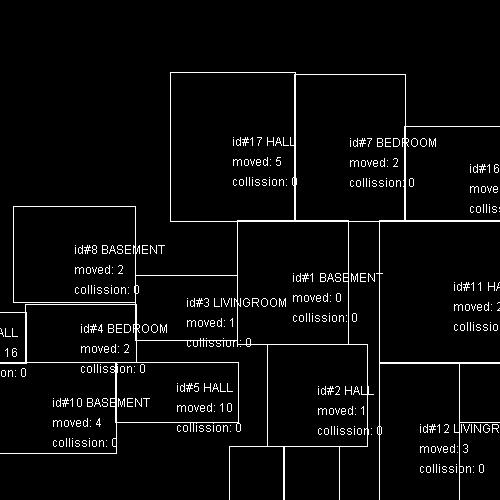 id#17 HALL
moved: 5
collission: 0
id#7 BEDROOM
moved: 2
collission: 0
id#16
move
collis
id#8 BASEMENT
moved: 2
collission: 0
id#1 BASEMENT
moved: 0
collission: 0
id#11 HA
moved: 2
collissio
id#3 LIVINGROOM
moved: 1
collission: 0
ALL
16
on: 0
id#4 BEDROOM
moved: 2
collission: 0
id#5 HALL
moved: 10
collission: 0
id#2 HALL
moved: 1
collission: 0
id#10 BASEMENT
moved: 4
collission: 0
id#12 LIVINGR
moved: 3
collission: 0